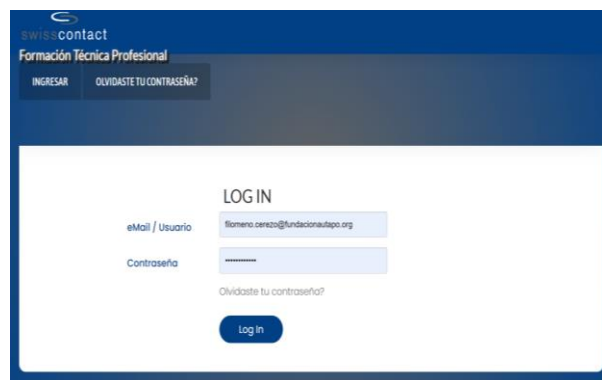 swisscontact
Formación Técnica Profesional
INGRESAR OLVIDASTE TU CONTRASEÑA?
LOG IN
eMail / Usuario filomeno.cerezo@fundacionautapo.org
Contraseña ••••••••••••
Olvidaste tu contraseña?
Log In